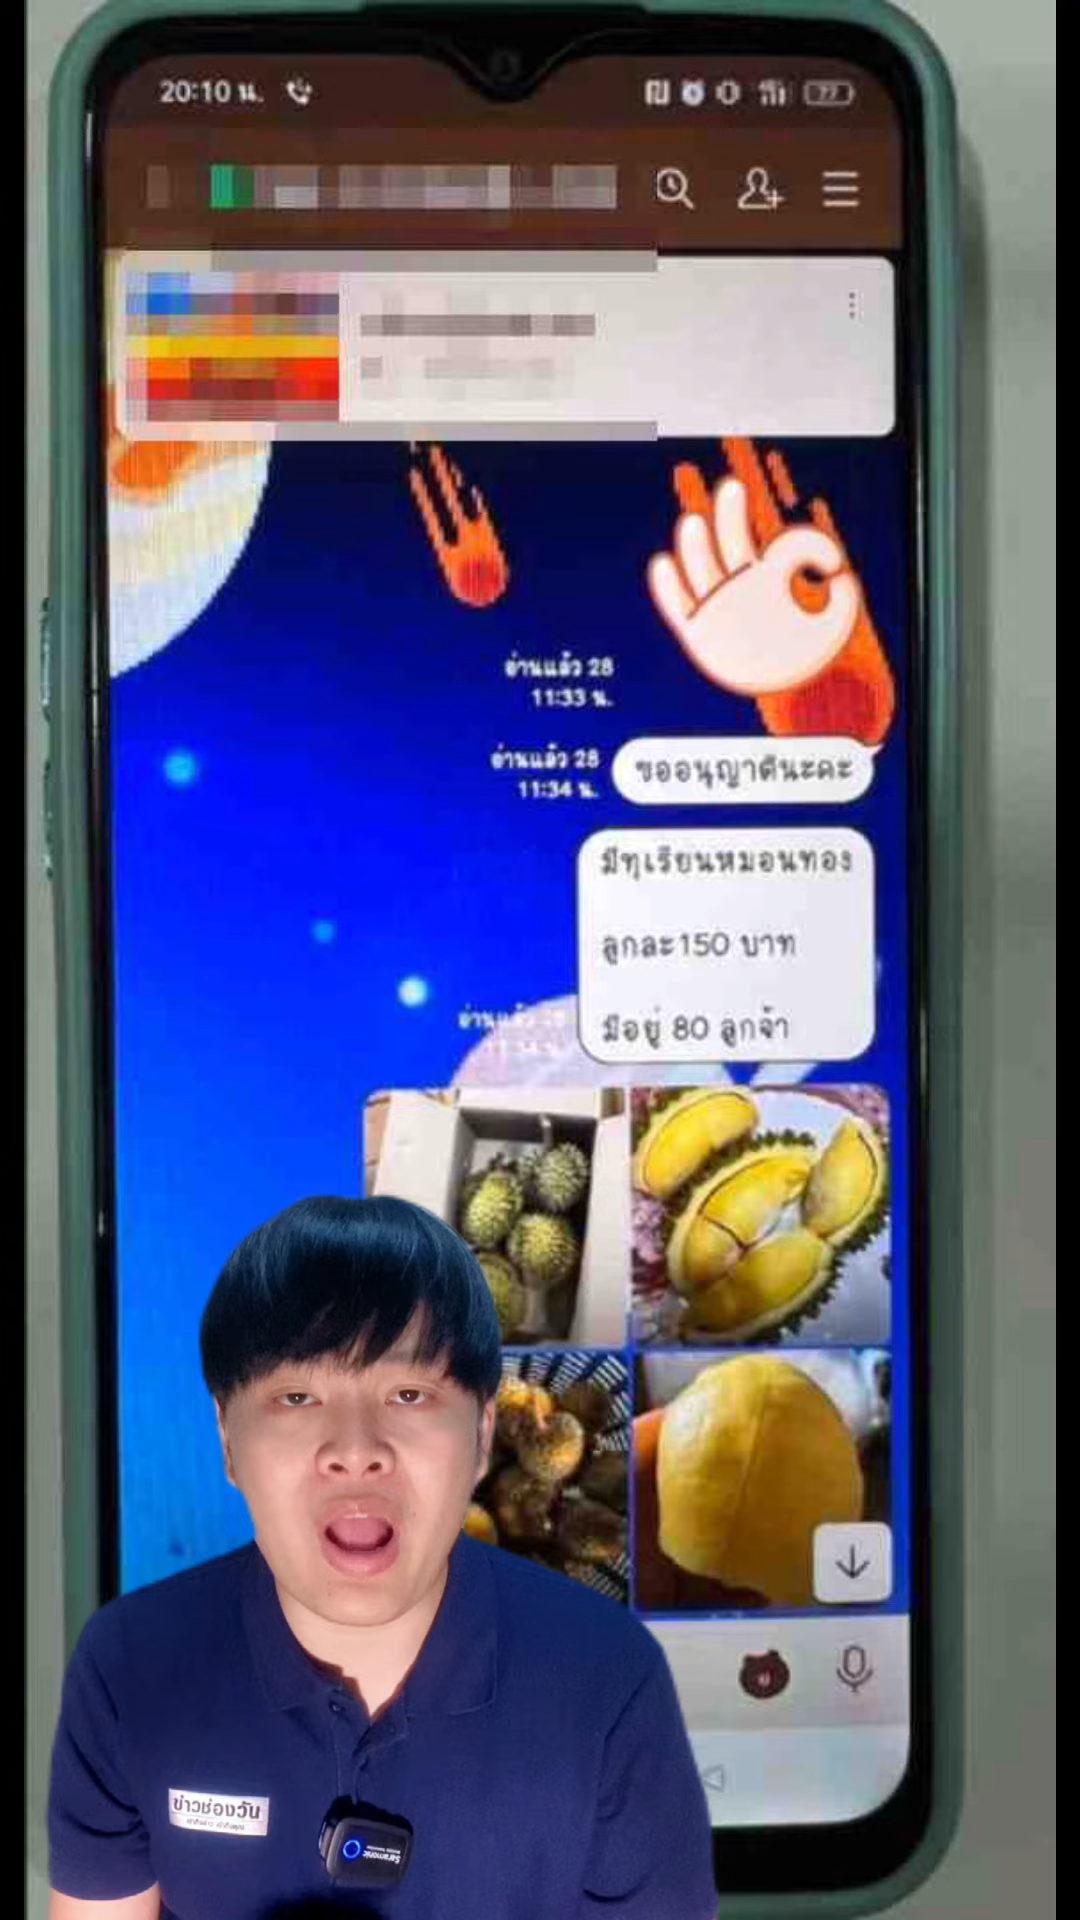 20:10 น.
77
อ่านแล้ว 28
11:33 น.
อ่านแล้ว 28
11:34 น.
ขออนุญาตินะคะ
มีทุเรียนหมอนทอง
ลูกละ150 บาท
มีอยู่ 80 ลูกจ้า
ข่าวช่องวัน
Saramonic